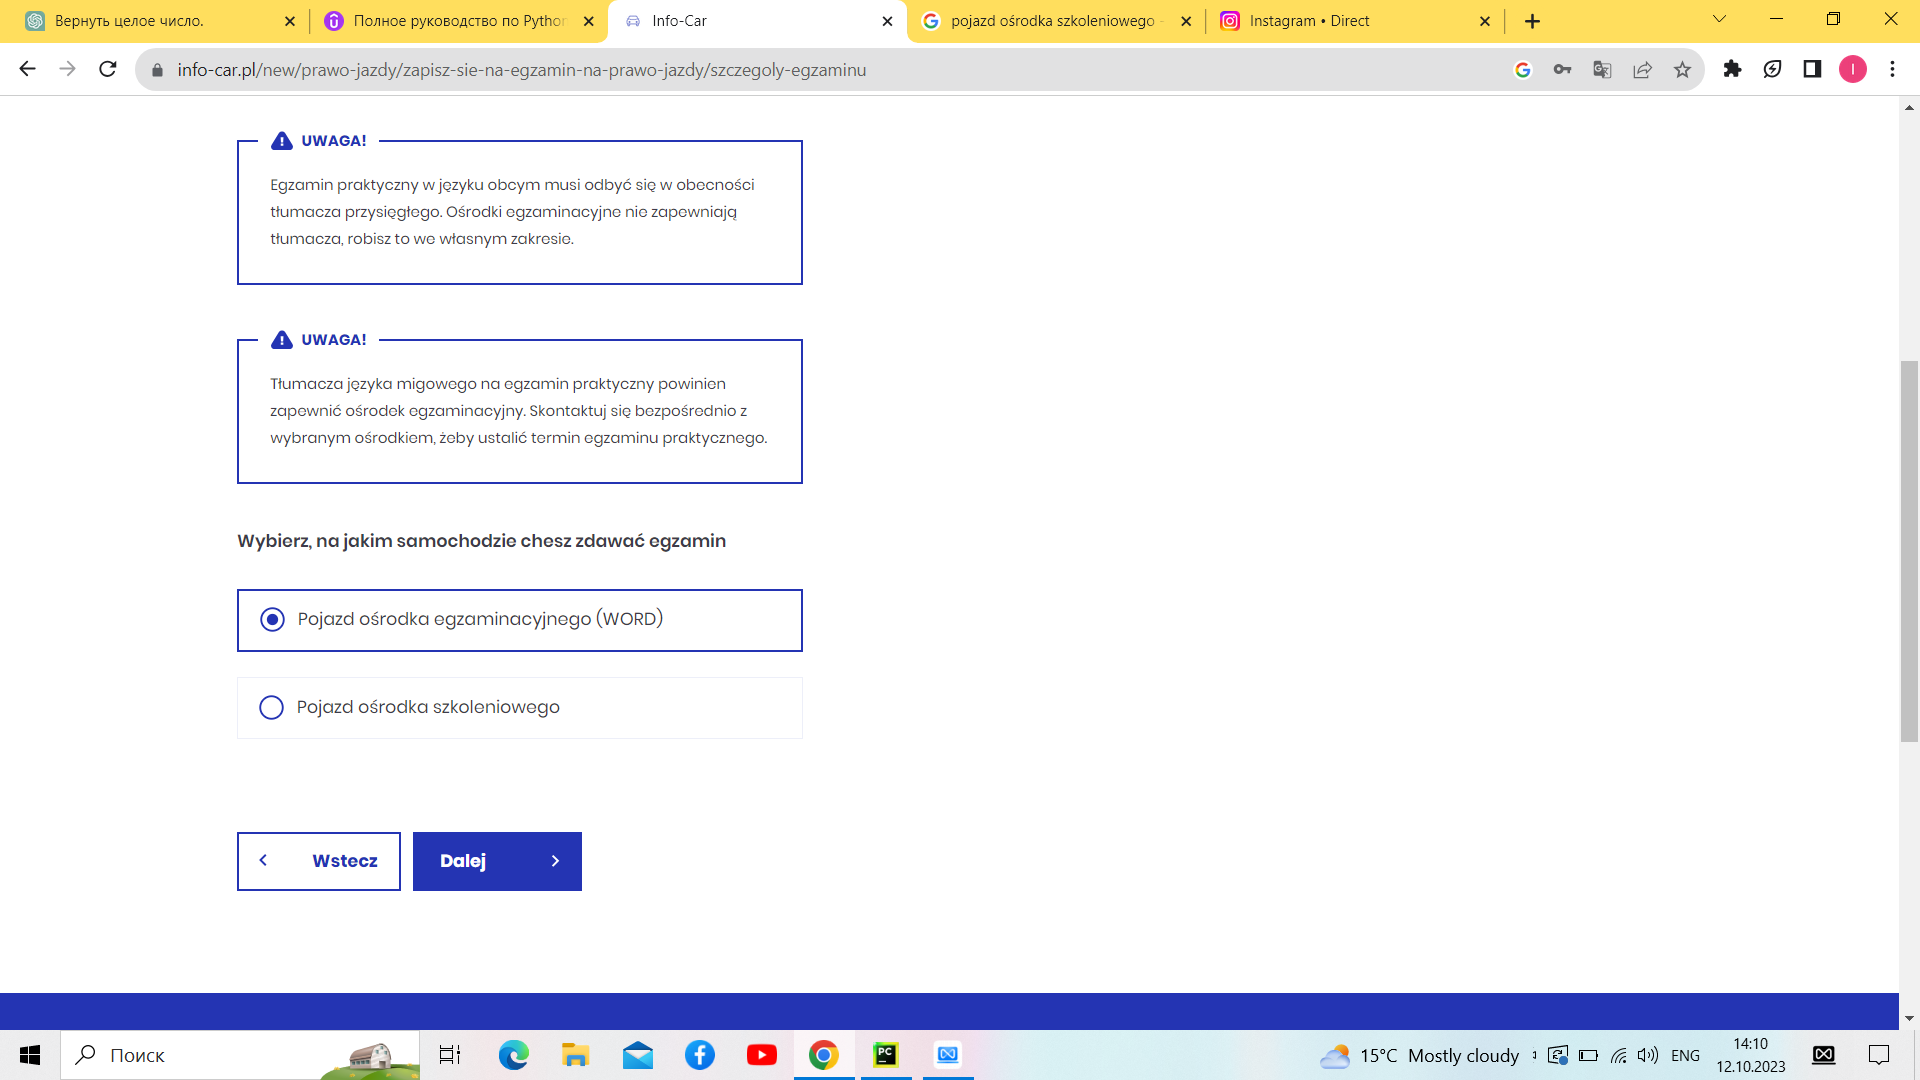 Вернуть целое число.
Полное руководство по Python
Info-Car
pojazd ośrodka szkoleniowego -
Instagram • Direct
info-car.pl/new/prawo-jazdy/zapisz-sie-na-egzamin-na-prawo-jazdy/szczegoly-egzaminu
I
UWAGA!
Egzamin praktyczny w języku obcym musi odbyć się w obecności
tłumacza przysięgłego. Ośrodki egzaminacyjne nie zapewniają
tłumacza, robisz to we własnym zakresie.
UWAGA!
Tłumacza języka migowego na egzamin praktyczny powinien
zapewnić ośrodek egzaminacyjny. Skontaktuj się bezpośrednio z
wybranym ośrodkiem, żeby ustalić termin egzaminu praktycznego.
Wybierz, na jakim samochodzie chesz zdawać egzamin
Pojazd ośrodka egzaminacyjnego (WORD)
Pojazd ośrodka szkoleniowego
Wstecz
Dalej
Поиск
PC
15°C Mostly cloudy
ENG
14:10
12.10.2023